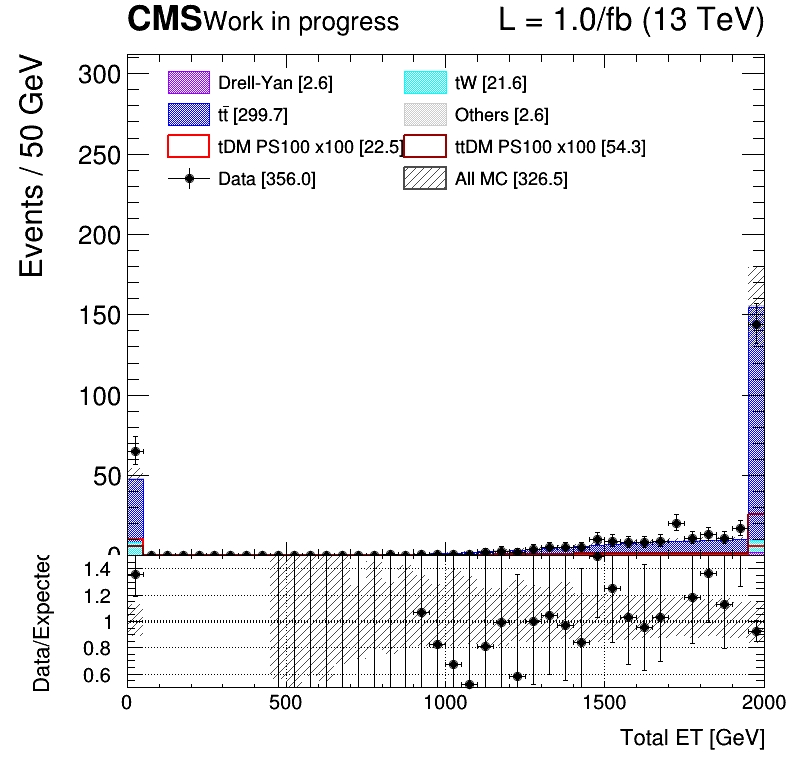 CMS Work in progress L = 1.0/fb (13 TeV)
Events / 50 GeV
300
250
200
150
100
50
0
Drell-Yan [2.6]
tW [21.6]
tt̄ [299.7]
Others [2.6]
tDM PS100 x100 [22.5]
ttDM PS100 x100 [54.3]
Data [356.0]
All MC [326.5]
Data/Expected
1.4
1.2
1
0.8
0.6
0 500 1000 1500 2000
Total ET [GeV]